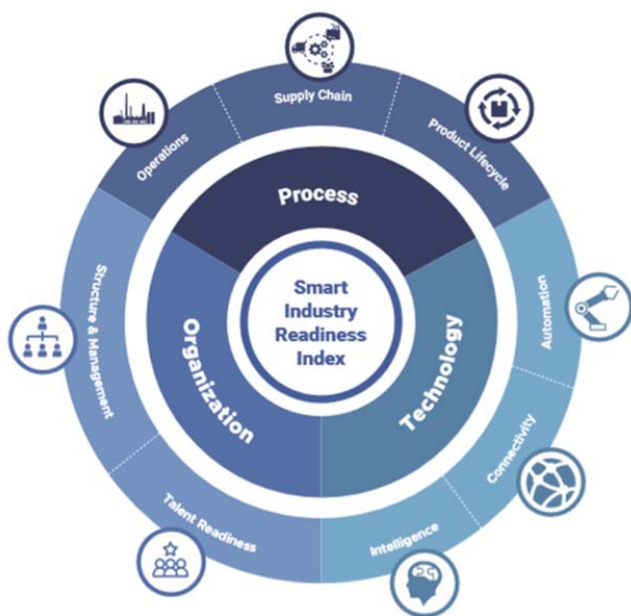 Smart
Industry
Readiness
Index
Process
Technology
Organization
Operations
Supply Chain
Product Lifecycle
Automation
Connectivity
Intelligence
Talent Readiness
Structure & Management